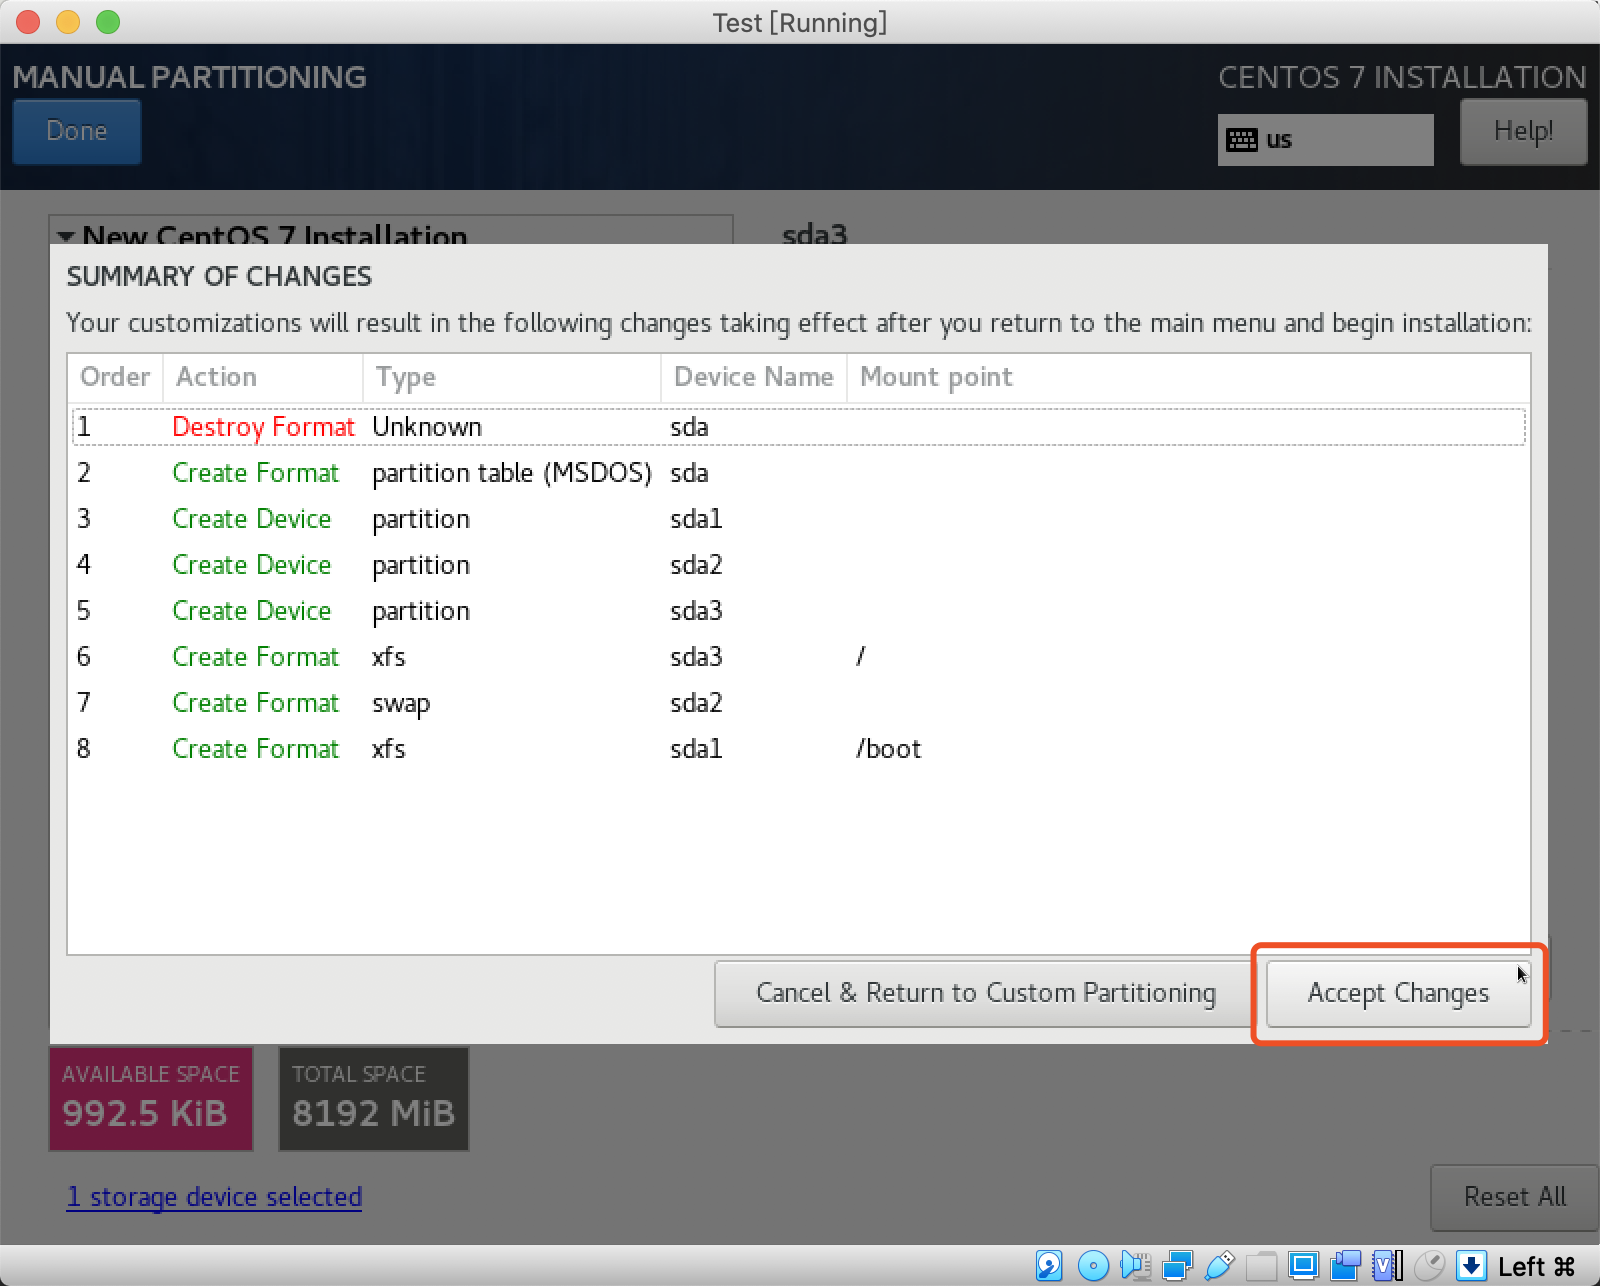 Test [Running]
MANUAL PARTITIONING
CENTOS 7 INSTALLATION
Done
us
Help!
New CentOS 7 Installation
sda3
SUMMARY OF CHANGES
Your customizations will result in the following changes taking effect after you return to the main menu and begin installation:
Order Action Type Device Name Mount point
1 Destroy Format Unknown sda
2 Create Format partition table (MSDOS) sda
3 Create Device partition sda1
4 Create Device partition sda2
5 Create Device partition sda3
6 Create Format xfs sda3 /
7 Create Format swap sda2
8 Create Format xfs sda1 /boot
Cancel & Return to Custom Partitioning
Accept Changes
AVAILABLE SPACE
992.5 KiB
TOTAL SPACE
8192 MiB
1 storage device selected
Reset All
Left ⌘